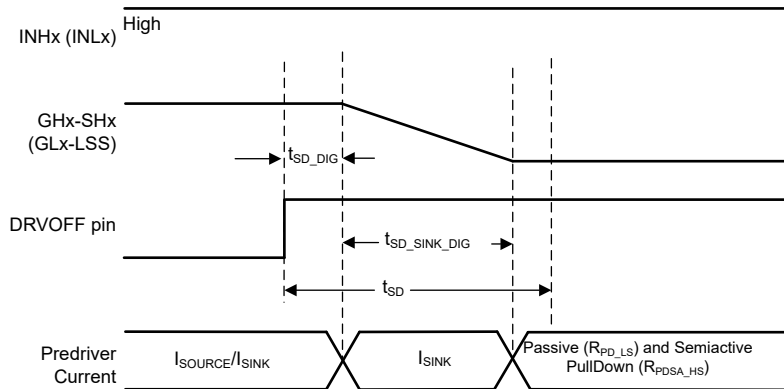 High
INHx (INLx)
GHx-SHx
(GLx-LSS)
tSD_DIG
DRVOFF pin
tSD_SINK_DIG
tSD
Predriver
Current
ISOURCE/ISINK
ISINK
Passive (RPD_LS) and Semiactive
PullDown (RPDSA_HS)